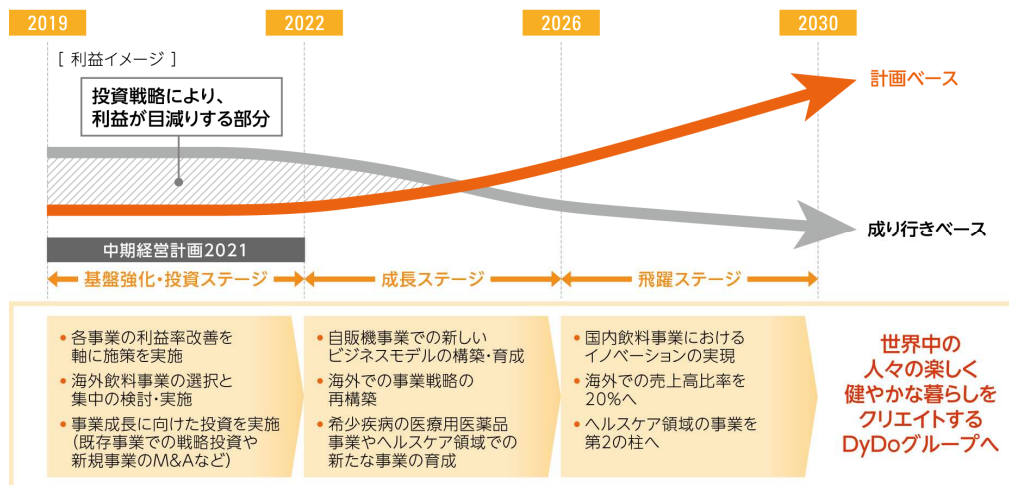 2019
2022
2026
2030
[ 利益イメージ ]
投資戦略により、
利益が目減りする部分
計画ベース
成り行きベース
中期経営計画2021
基盤強化・投資ステージ
成長ステージ
飛躍ステージ
• 各事業の利益率改善を
軸に施策を実施
• 海外飲料事業の選択と
集中の検討・実施
• 事業成長に向けた投資を実施
(既存事業での戦略投資や
新規事業のM&Aなど)
• 自販機事業での新しい
ビジネスモデルの構築・育成
• 海外での事業戦略の
再構築
• 希少疾病の医療用医薬品
事業やヘルスケア領域での
新たな事業の育成
• 国内飲料事業における
イノベーションの実現
• 海外での売上高比率を
20%へ
• ヘルスケア領域の事業を
第2の柱へ
世界中の
人々の楽しく
健やかな暮らしを
クリエイトする
DyDoグループへ